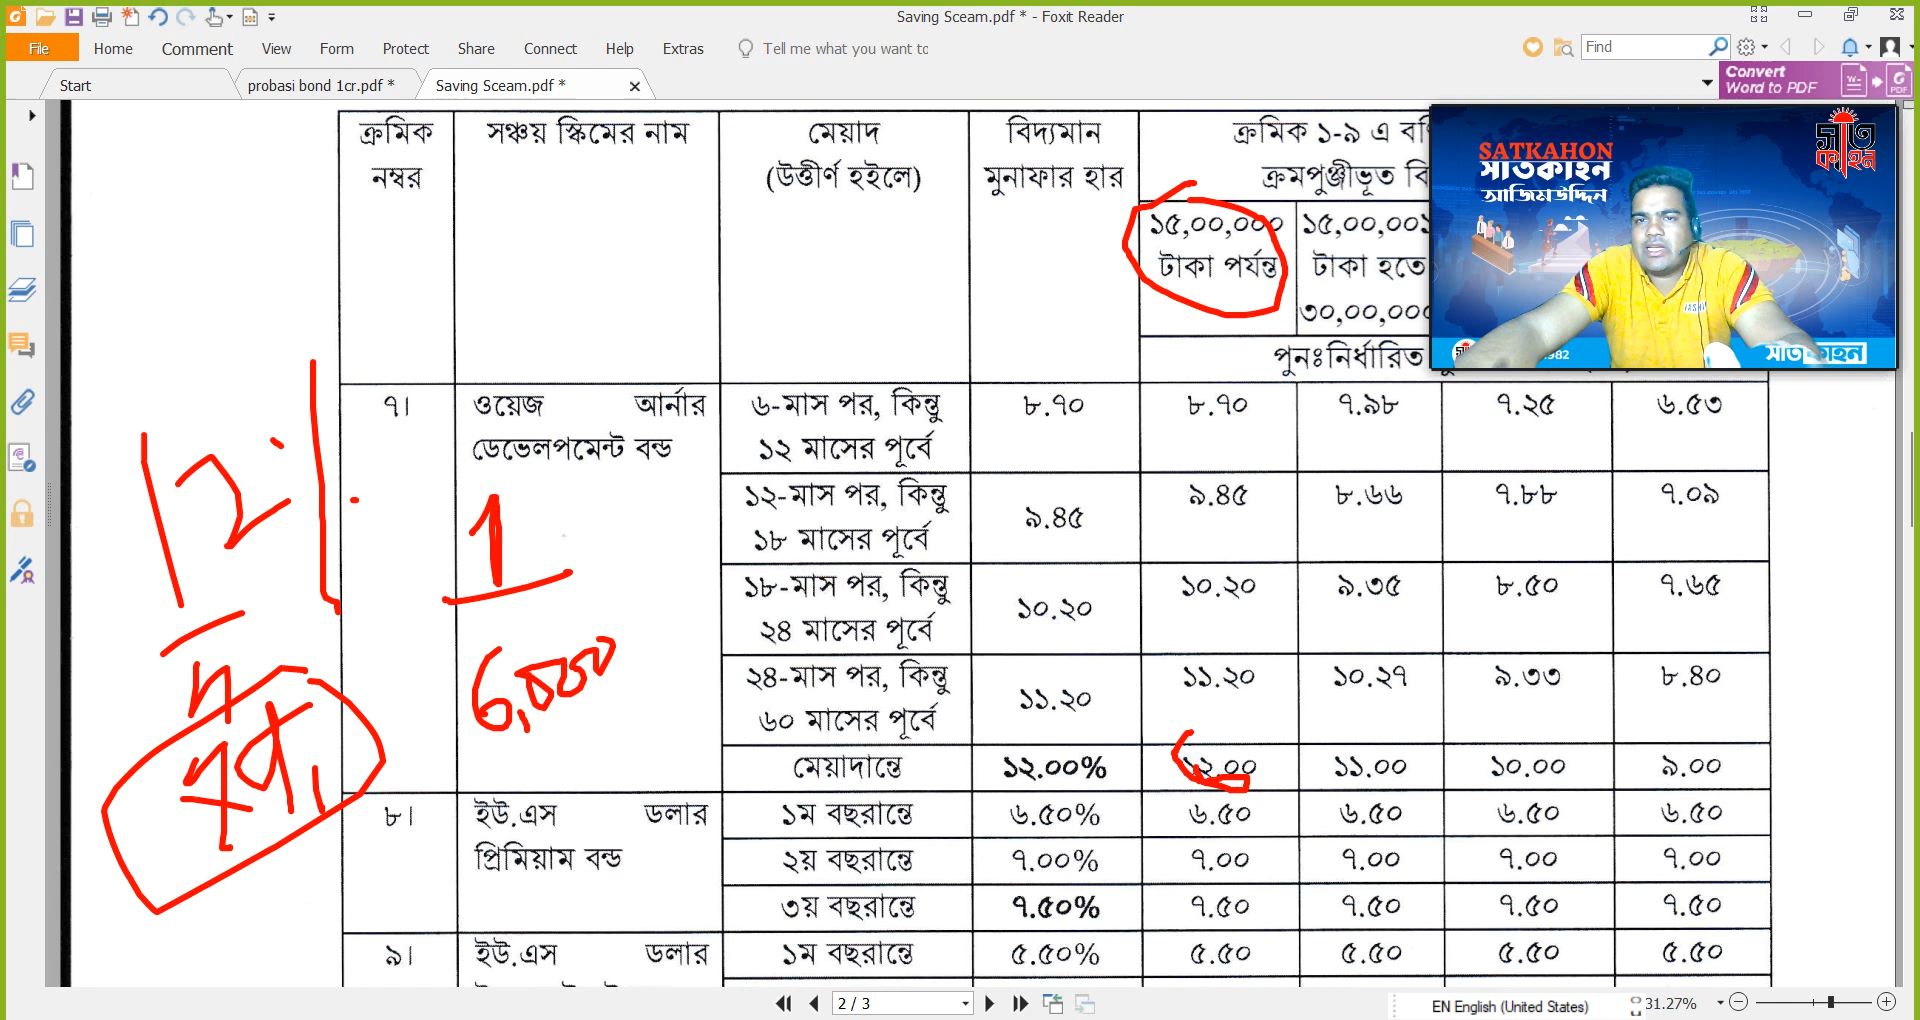 Saving Sceam.pdf * - Foxit Reader
File Home Comment View Form Protect Share Connect Help Extras Tell me what you want to Find
Start probasi bond 1cr.pdf * Saving Sceam.pdf *
Convert
Word to PDF
ক্রমিক নম্বর
সঞ্চয় স্কিমের নাম
মেয়াদ
(উত্তীর্ণ হইলে)
বিদ্যমান
মুনাফার হার
ক্রমিক ১-৯ এ
ক্রমপুঞ্জীভূত বি
১৫,০০,০০০
টাকা পর্যন্ত
১৫,০০,০০১
টাকা হতে
৩০,০০,০০০
পুনঃনির্ধারিত
SATKAHON
সাতকাহন
আজিমউদ্দিন
সাত কাহন
982
সাতকাহন
৭। ওয়েজ আর্নার ডেভেলপমেন্ট বন্ড
৬-মাস পর, কিন্তু ১২ মাসের পূর্বে ৮.৭০ ৮.৭০ ৭.৯৮ ৭.২৫ ৬.৫৩
১২-মাস পর, কিন্তু ১৮ মাসের পূর্বে ৯.৪৫ ৯.৪৫ ৮.৬৬ ৭.৮৮ ৭.০৯
১৮-মাস পর, কিন্তু ২৪ মাসের পূর্বে ১০.২০ ১০.২০ ৯.৩৫ ৮.৫০ ৭.৬৫
২৪-মাস পর, কিন্তু ৬০ মাসের পূর্বে ১১.২০ ১১.২০ ১০.২৭ ৯.৩৩ ৮.৪০
মেয়াদান্তে ১২.০০% ১২.০০ ১১.০০ ১০.০০ ৯.০০
৮। ইউ.এস ডলার প্রিমিয়াম বন্ড
১ম বছরান্তে ৬.৫০% ৬.৫০ ৬.৫০ ৬.৫০ ৬.৫০
২য় বছরান্তে ৭.০০% ৭.০০ ৭.০০ ৭.০০ ৭.০০
৩য় বছরান্তে ৭.৫০% ৭.৫০ ৭.৫০ ৭.৫০ ৭.৫০
৯। ইউ.এস ডলার
১ম বছরান্তে ৫.৫০% ৫.৫০ ৫.৫০ ৫.৫০ ৫.৫০
1
6,000
2 / 3
EN English (United States)
31.27%